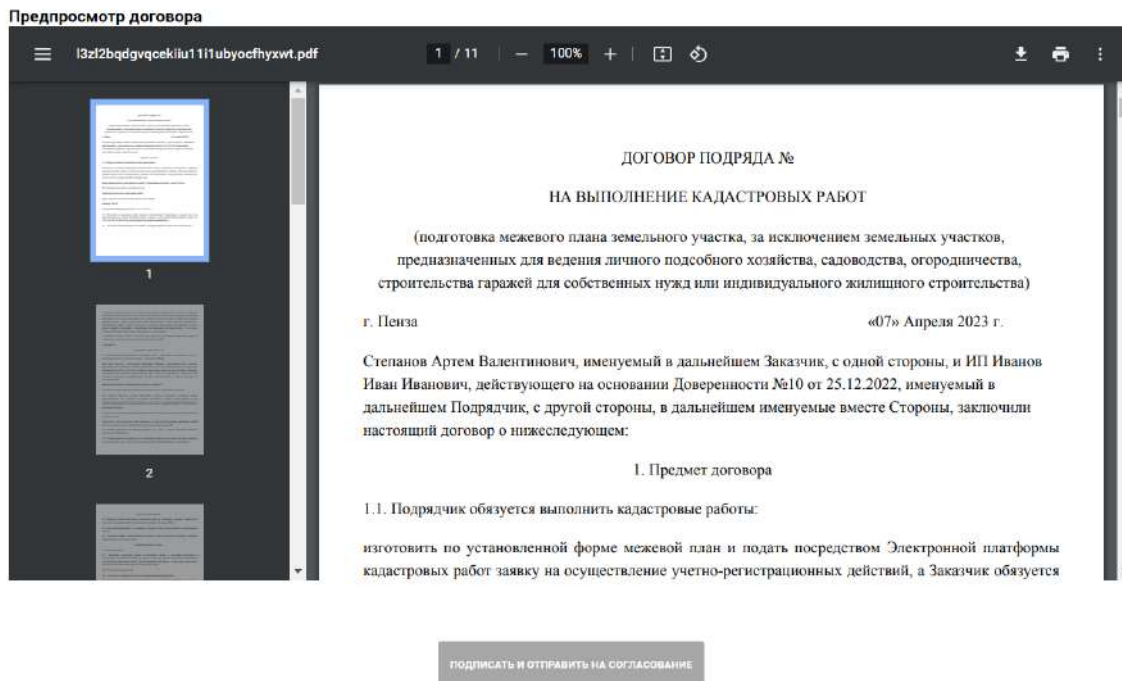 Предпросмотр договора
l3zl2bqdgvqcekiiu11i1ubyocfhyxwt.pdf
1 / 11
100%
1
2
ДОГОВОР ПОДРЯДА №
НА ВЫПОЛНЕНИЕ КАДАСТРОВЫХ РАБОТ
(подготовка межевого плана земельного участка, за исключением земельных участков,
предназначенных для ведения личного подсобного хозяйства, садоводства, огородничества,
строительства гаражей для собственных нужд или индивидуального жилищного строительства)
г. Пенза «07» Апреля 2023 г.
Степанов Артем Валентинович, именуемый в дальнейшем Заказчик, с одной стороны, и ИП Иванов
Иван Иванович, действующего на основании Доверенности №10 от 25.12.2022, именуемый в
дальнейшем Подрядчик, с другой стороны, в дальнейшем именуемые вместе Стороны, заключили
настоящий договор о нижеследующем:
1. Предмет договора
1.1. Подрядчик обязуется выполнить кадастровые работы:
изготовить по установленной форме межевой план и подать посредством Электронной платформы
кадастровых работ заявку на осуществление учетно-регистрационных действий, а Заказчик обязуется
ПОДПИСАТЬ И ОТПРАВИТЬ НА СОГЛАСОВАНИЕ